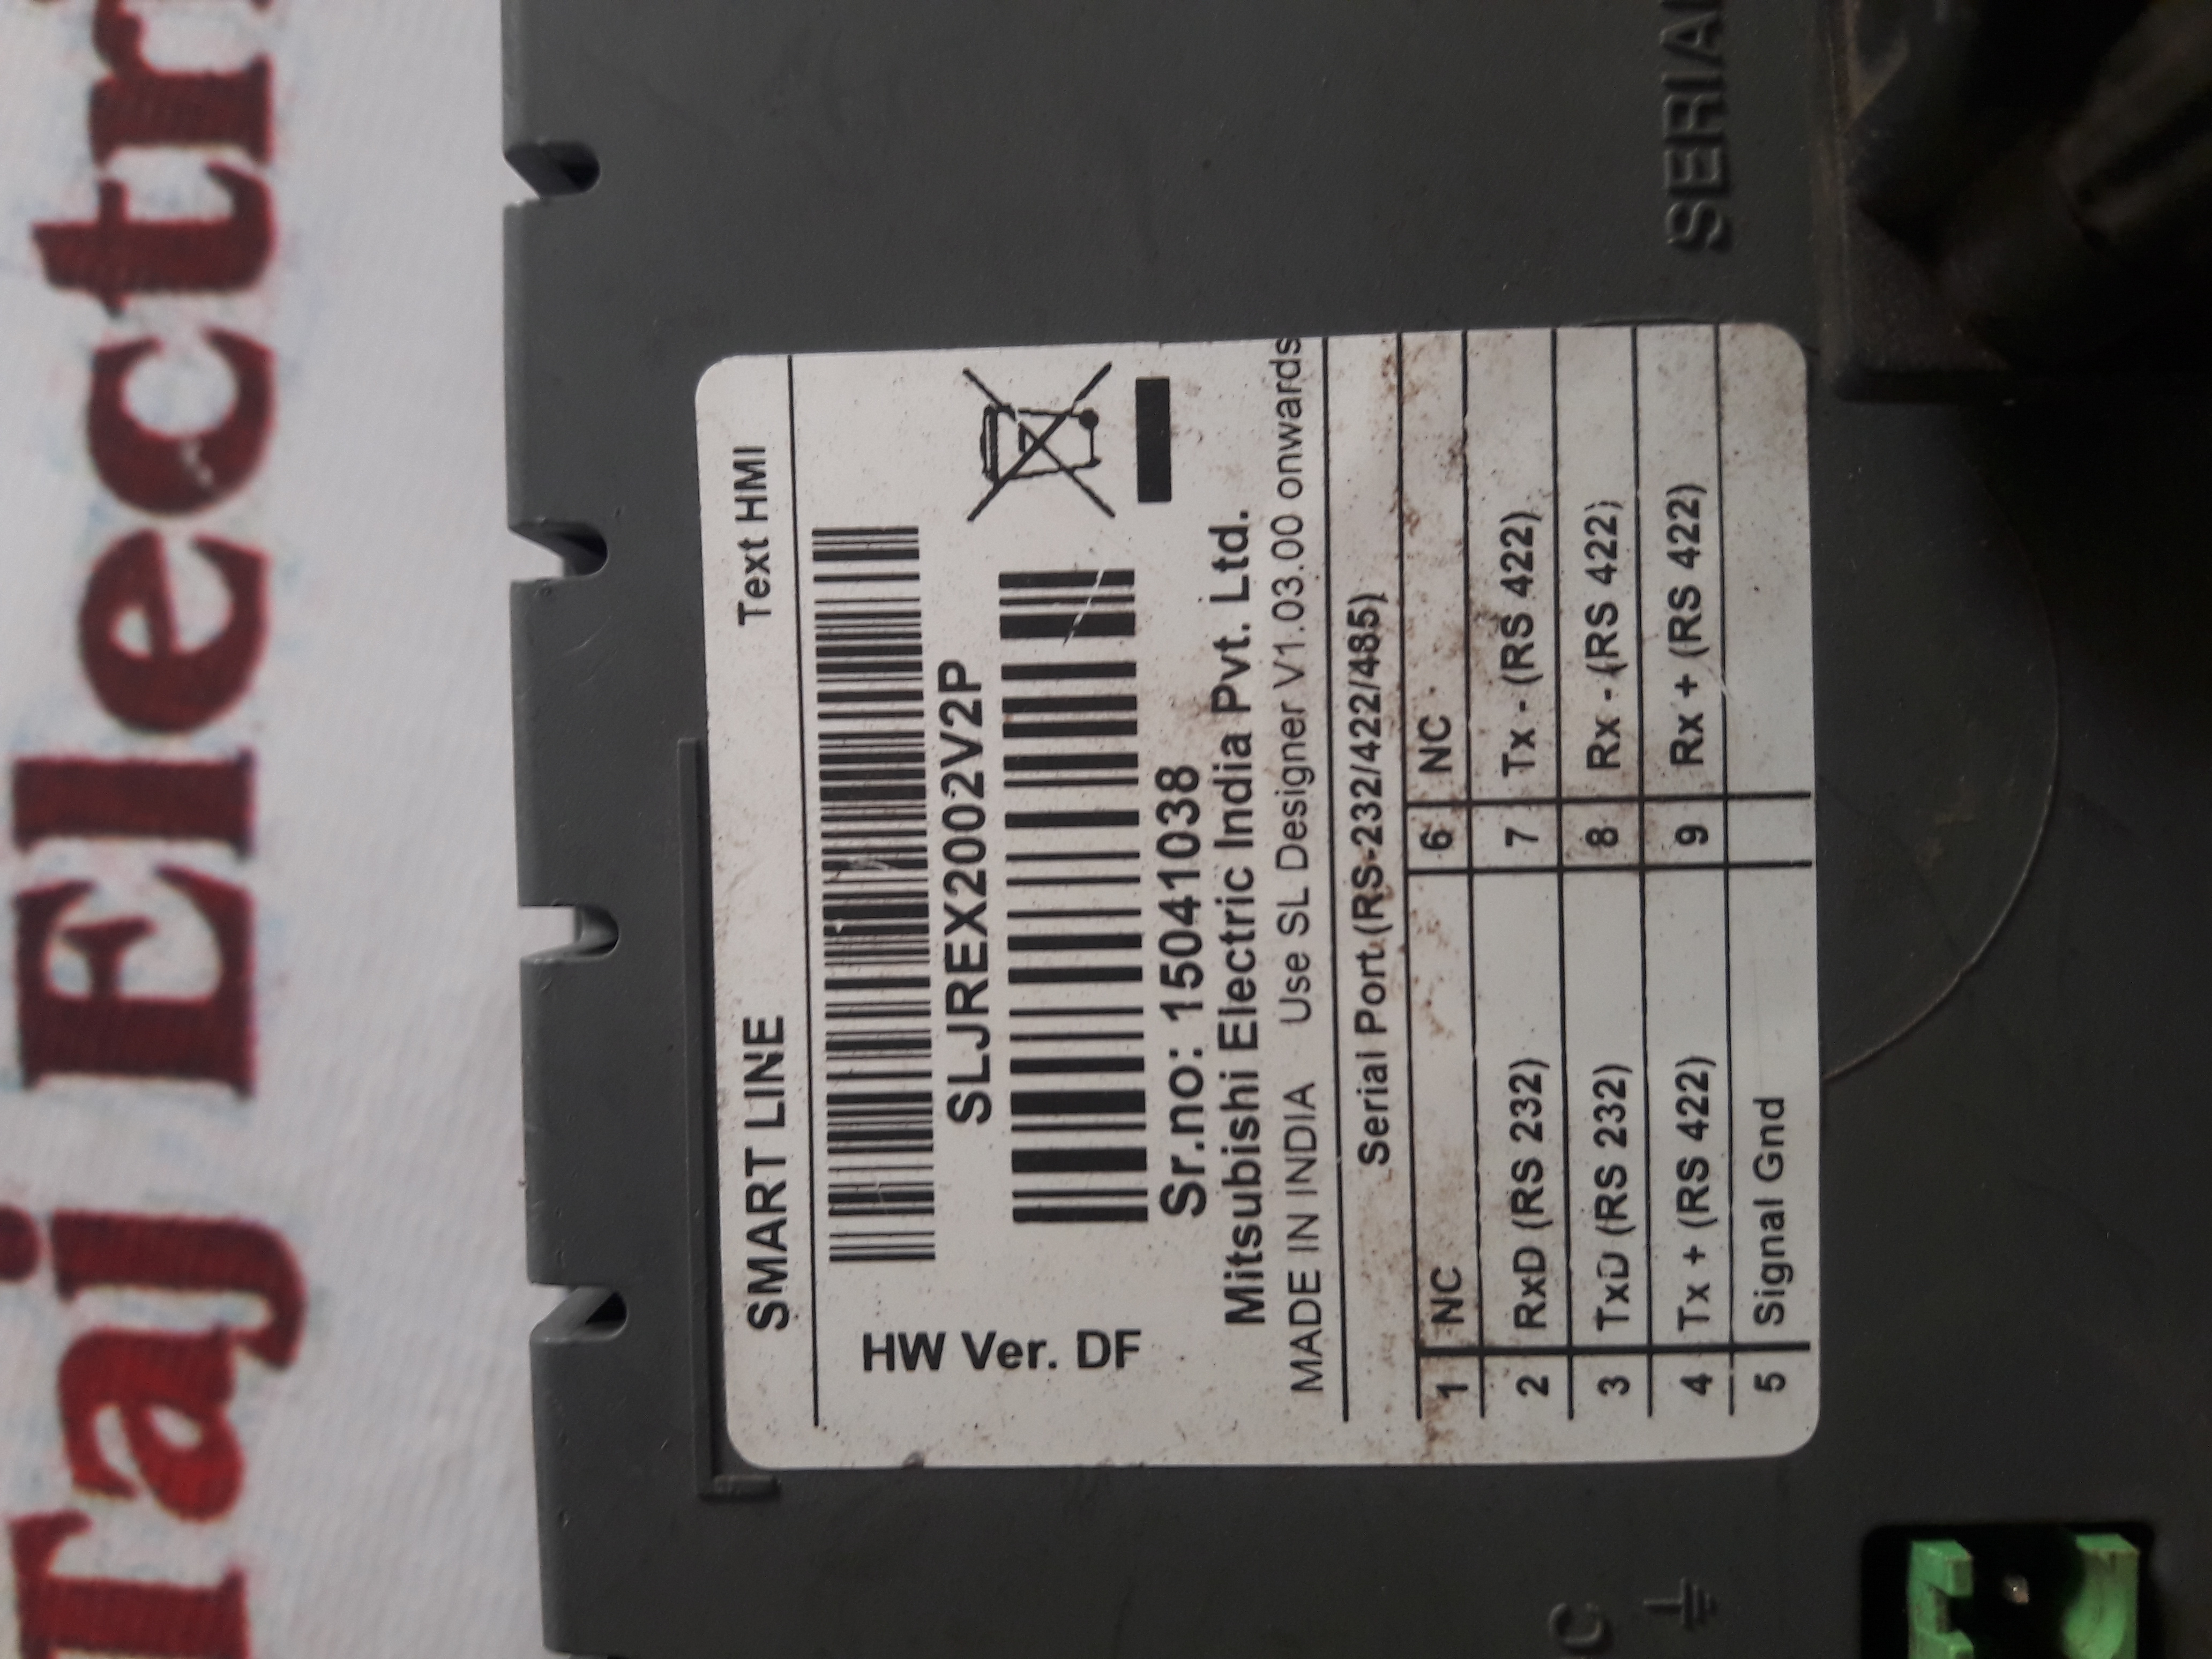 Taj Electri
SERIAL
SMART LINE Text HMI
SLJREX2002V2P
HW Ver. DF
Sr.no: 15041038
Mitsubishi Electric India Pvt. Ltd.
MADE IN INDIA Use SL Designer V1.03.00 onwards
Serial Port (RS-232/422/485)
1 NC 6 NC
2 RxD (RS 232) 7 Tx - (RS 422)
3 TxD (RS 232) 8 Rx - (RS 422)
4 Tx + (RS 422) 9 Rx + (RS 422)
5 Signal Gnd
C